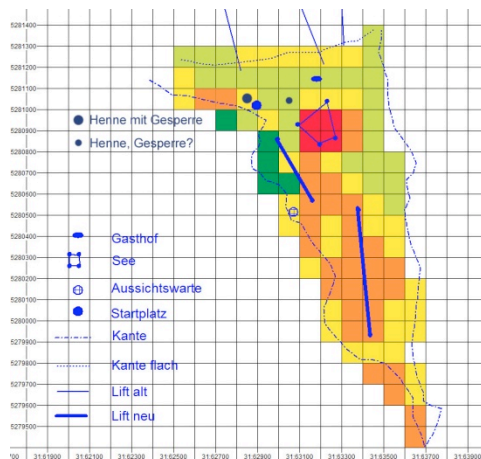 5281400
5281300
5281200
5281100
5281000
5280900
5280800
5280700
5280600
5280500
5280400
5280300
5280200
5280100
5280000
5279900
5279800
5279700
5279600
5279500
Henne mit Gesperre
Henne, Gesperre?
Gasthof
See
Aussichtswarte
Startplatz
Kante
Kante flach
Lift alt
Lift neu
31.61900 31.62100 31.62300 31.62500 31.62700 31.62900 31.63100 31.63300 31.63500 31.63700 31.63900